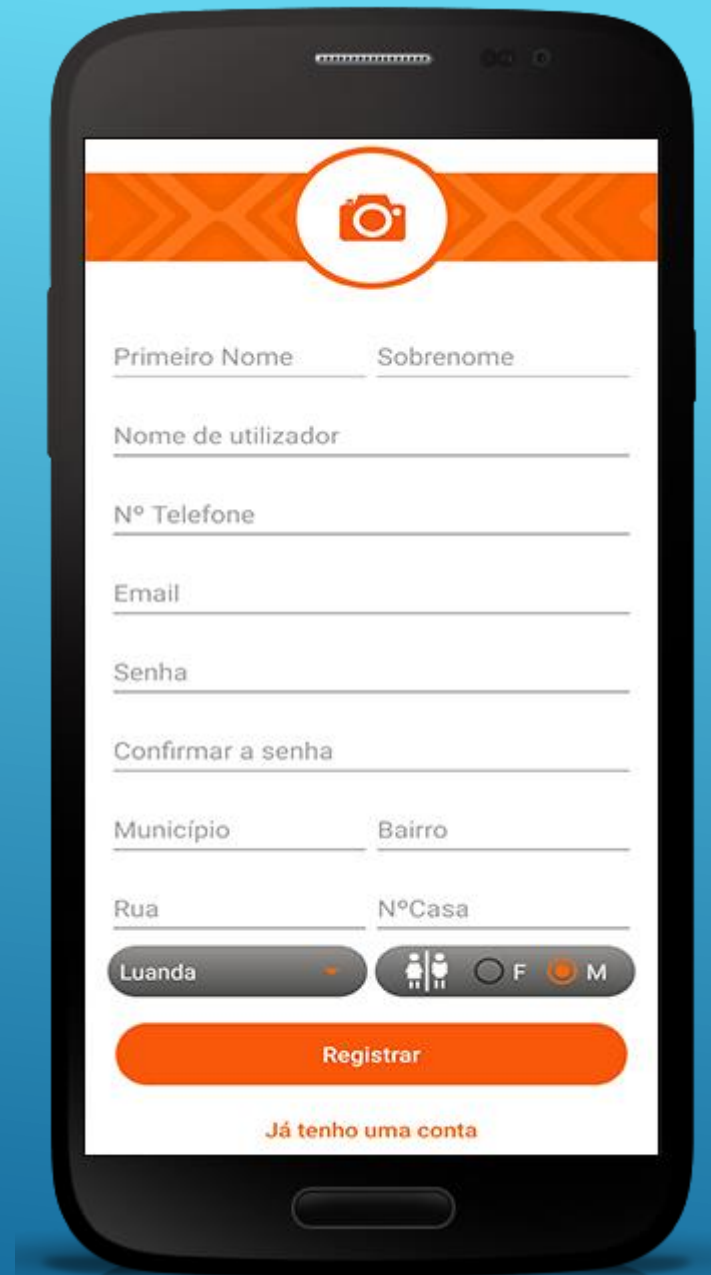 Primeiro Nome Sobrenome
Nome de utilizador
Nº Telefone
Email
Senha
Confirmar a senha
Município Bairro
Rua NºCasa
Luanda F M
Registrar
Já tenho uma conta